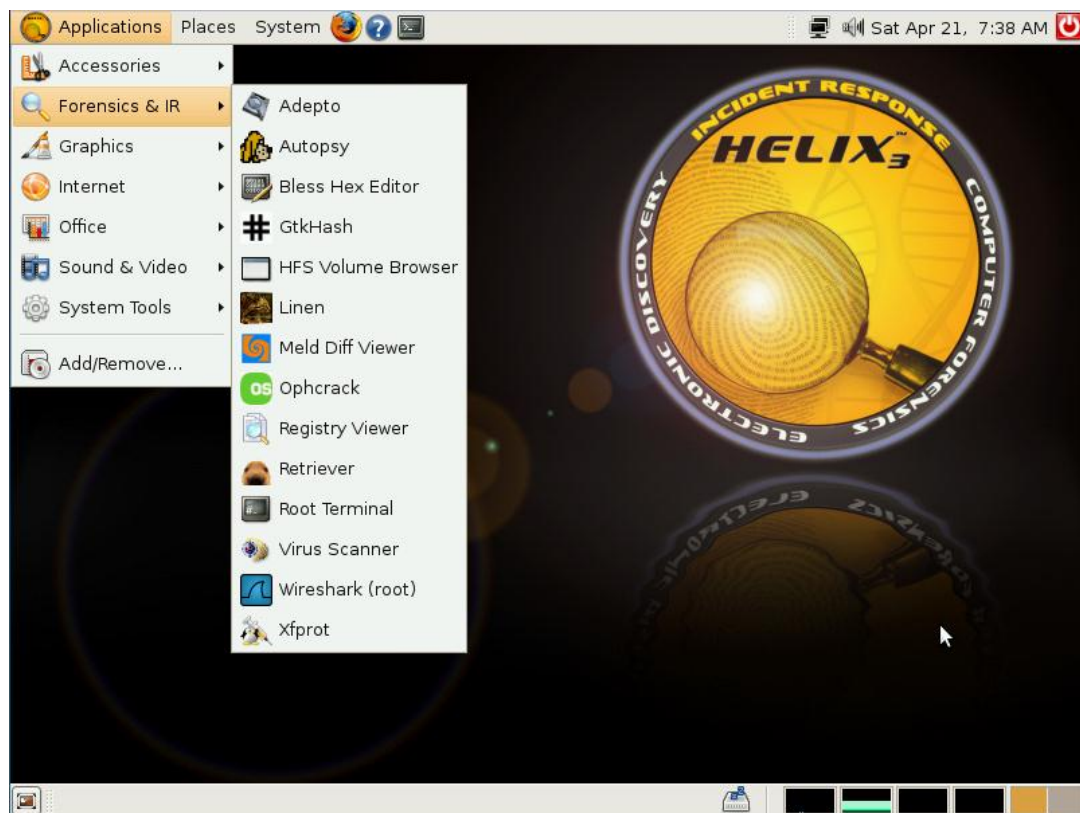 Applications Places System Sat Apr 21, 7:38 AM
Accessories
Forensics & IR
Graphics
Internet
Office
Sound & Video
System Tools
Add/Remove...
Adepto
Autopsy
Bless Hex Editor
GtkHash
HFS Volume Browser
Linen
Meld Diff Viewer
os Ophcrack
Registry Viewer
Retriever
Root Terminal
Virus Scanner
Wireshark (root)
Xfprot
INCIDENT RESPONSE
HELIX3™
COMPUTER FORENSICS
ELECTRONIC DISCOVERY